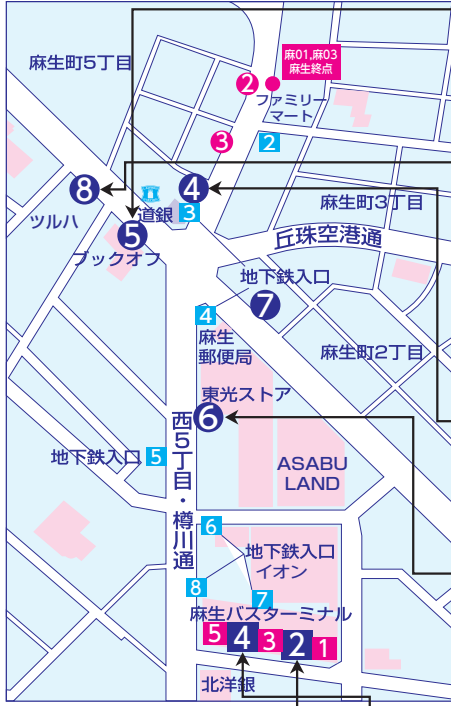 麻生町5丁目
麻01,麻03
麻生終点
2
ファミリー
マート
3
2
8
4
麻生町3丁目
ツルハ
道銀
3
5
ブックオフ
丘珠空港通
地下鉄入口
7
4
麻生
郵便局
麻生町2丁目
東光ストア
6
西5丁目・樽川通
地下鉄入口
5
ASABU
LAND
6
地下鉄入口
イオン
8
7
麻生バスターミナル
5
4
3
2
1
北洋銀